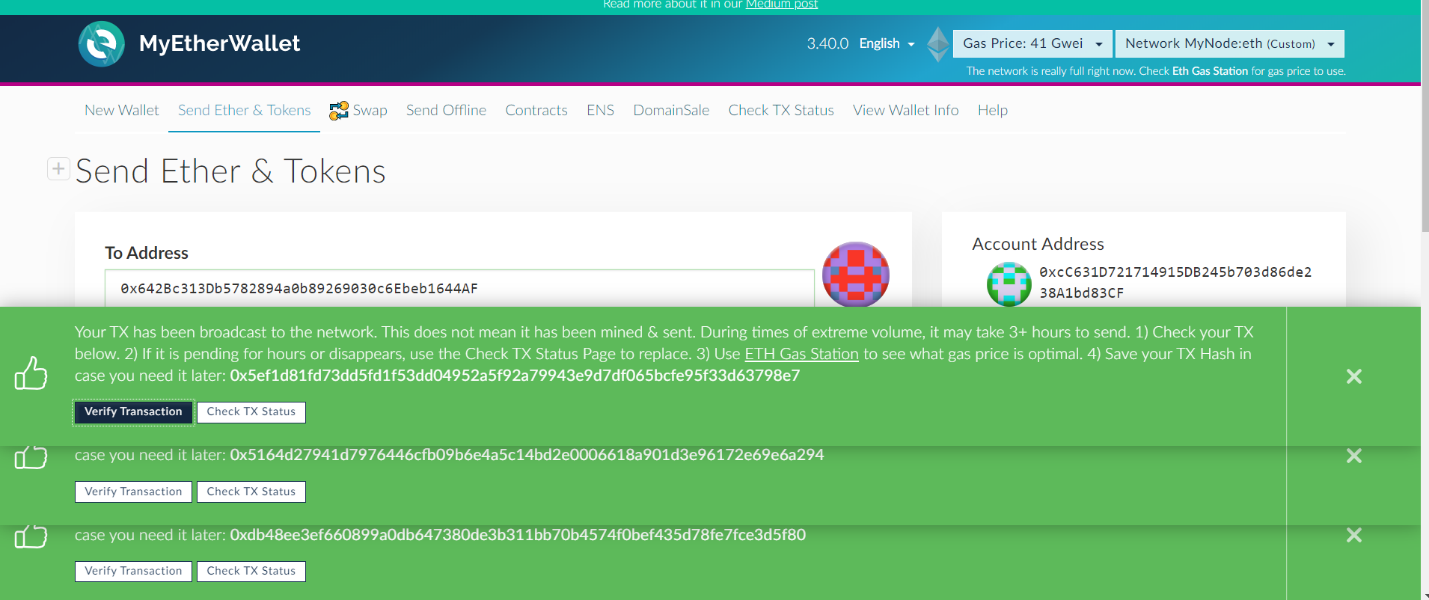 Read more about it in our Medium post
MyEtherWallet
3.40.0 English
Gas Price: 41 Gwei
Network MyNode:eth (Custom)
The network is really full right now. Check Eth Gas Station for gas price to use.
New Wallet Send Ether & Tokens Swap Send Offline Contracts ENS DomainSale Check TX Status View Wallet Info Help
+ Send Ether & Tokens
To Address
0x642Bc313Db5782894a0b89269030c6Ebeb1644AF
Account Address
0xcC631D721714915DB245b703d86de2
38A1bd83CF
Your TX has been broadcast to the network. This does not mean it has been mined & sent. During times of extreme volume, it may take 3+ hours to send. 1) Check your TX
below. 2) If it is pending for hours or disappears, use the Check TX Status Page to replace. 3) Use ETH Gas Station to see what gas price is optimal. 4) Save your TX Hash in
case you need it later: 0x5ef1d81fd73dd5fd1f53dd04952a5f92a79943e9d7df065bcfe95f33d63798e7
Verify Transaction Check TX Status
case you need it later: 0x5164d27941d7976446cfb09b6e4a5c14bd2e0006618a901d3e96172e69e6a294
Verify Transaction Check TX Status
case you need it later: 0xdb48ee3ef660899a0db647380de3b311bb70b4574f0bef435d78fe7fce3d5f80
Verify Transaction Check TX Status